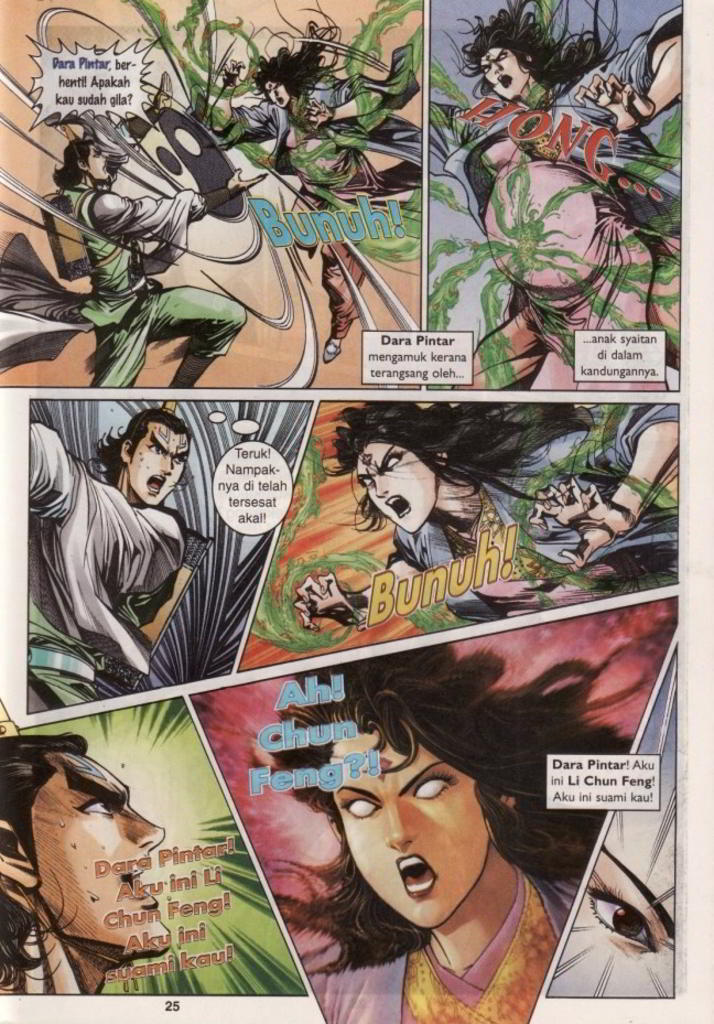 Dara Pintar, ber-
henti! Apakah
kau sudah gila?
Bunuh!
Dara Pintar
mengamuk kerana
terangsang oleh...
HONG...
...anak syaitan
di dalam
kandungannya.
Teruk!
Nampak-
nya di telah
tersesat
akal!
Bunuh!
Dara Pintar!
Aku ini Li
Chun Feng!
Aku ini
suami kau!
Ah!
Chun
Feng?!
Dara Pintar! Aku
ini Li Chun Feng!
Aku ini suami kau!
25